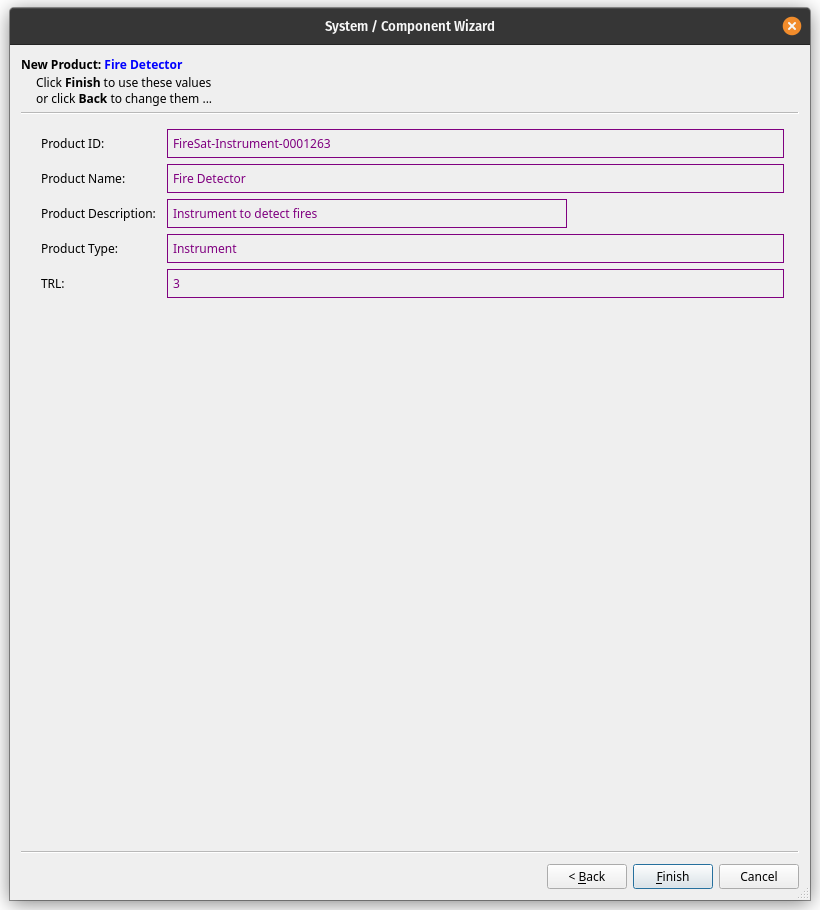 System / Component Wizard
New Product: Fire Detector
Click Finish to use these values
or click Back to change them ...
Product ID: FireSat-Instrument-0001263
Product Name: Fire Detector
Product Description: Instrument to detect fires
Product Type: Instrument
TRL: 3
< Back Finish Cancel